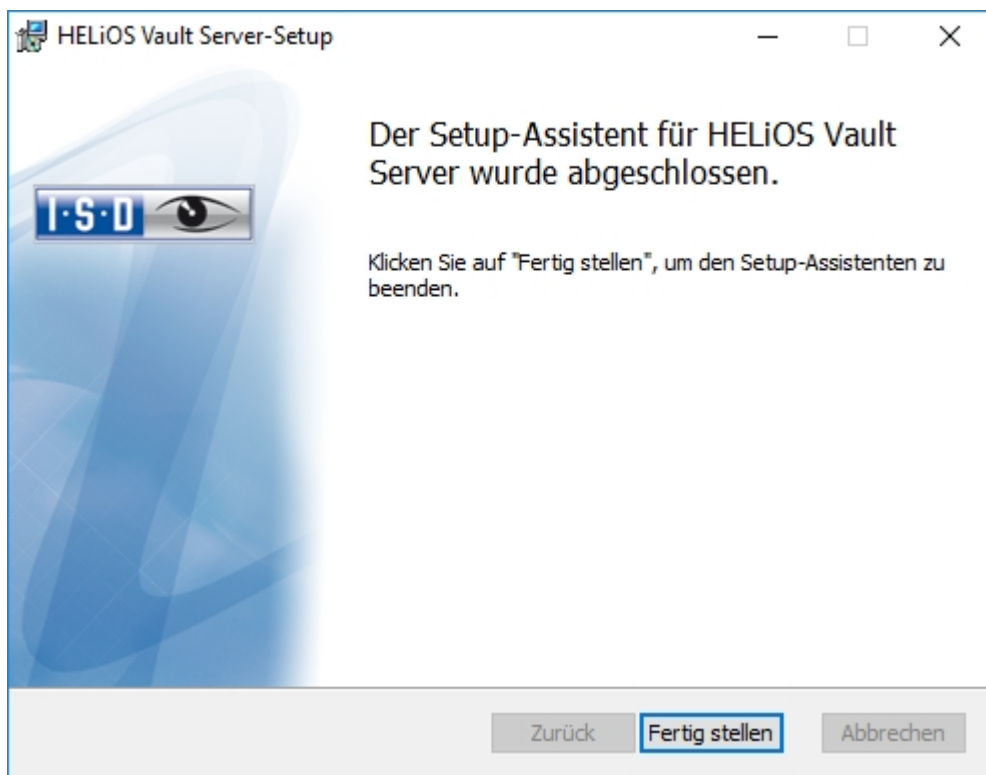 HELiOS Vault Server-Setup
Der Setup-Assistent für HELiOS Vault
Server wurde abgeschlossen.
I·S·D
Klicken Sie auf "Fertig stellen", um den Setup-Assistenten zu
beenden.
Zurück
Fertig stellen
Abbrechen